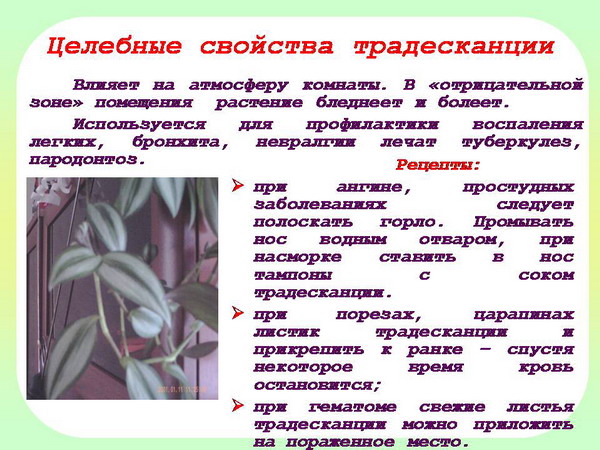 Целебные свойства традесканции
Влияет на атмосферу комнаты. В «отрицательной
зоне» помещения растение бледнеет и болеет.
Используется для профилактики воспаления
легких, бронхита, невралгии лечат туберкулез,
пародонтоз.
Рецепты:
при ангине, простудных
заболеваниях следует
полоскать горло. Промывать
нос водным отваром, при
насморке ставить в нос
тампоны с соком
традесканции.
при порезах, царапинах
листик традесканции и
прикрепить к ранке – спустя
некоторое время кровь
остановится;
при гематоме свежие листья
традесканции можно приложить
на пораженное место.